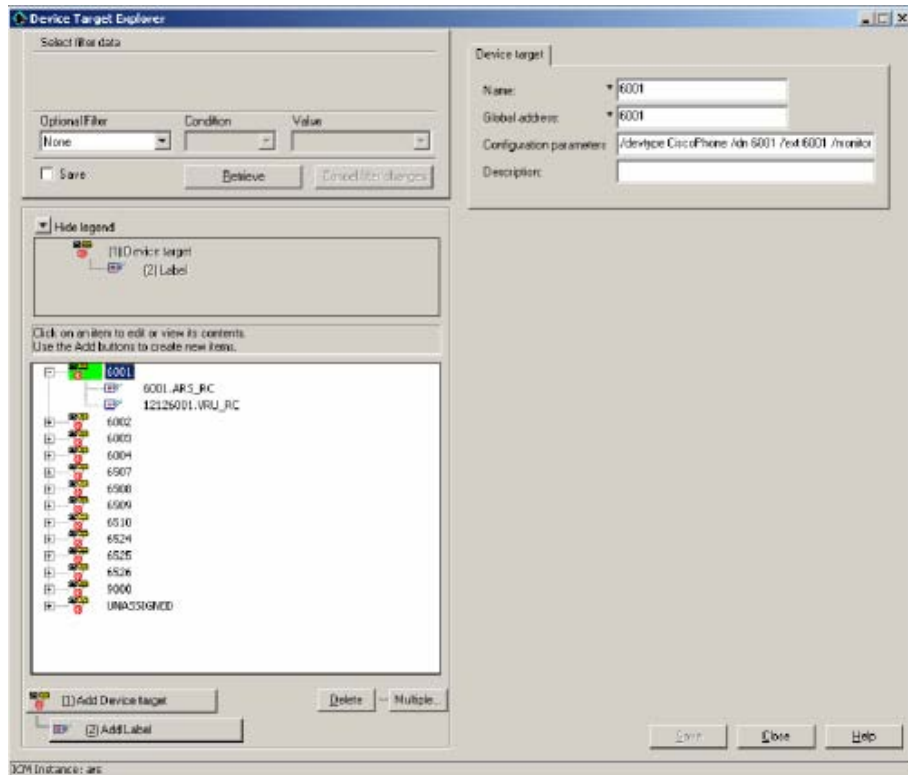 Device Target Explorer
Select filter data
Optional Filter
Condition
Value
None
Save
Retrieve
Cancel filter changes
Hide legend
(1) Device target
(2) Label
Click on an item to edit or view its contents.
Use the Add buttons to create new items.
6001
6001.ARS_RC
12126001.VRU_RC
6002
6003
6004
6507
6508
6509
6510
6524
6525
6526
9000
UNASSIGNED
(1) Add Device target
Delete
Multiple...
(2) Add Label
Device target
Name: * 6001
Global address: * 6001
Configuration parameters: /devtype CiscoPhone /dn 6001 /ext 6001 /monitor
Description:
Save
Close
Help
ICM Instance: ars